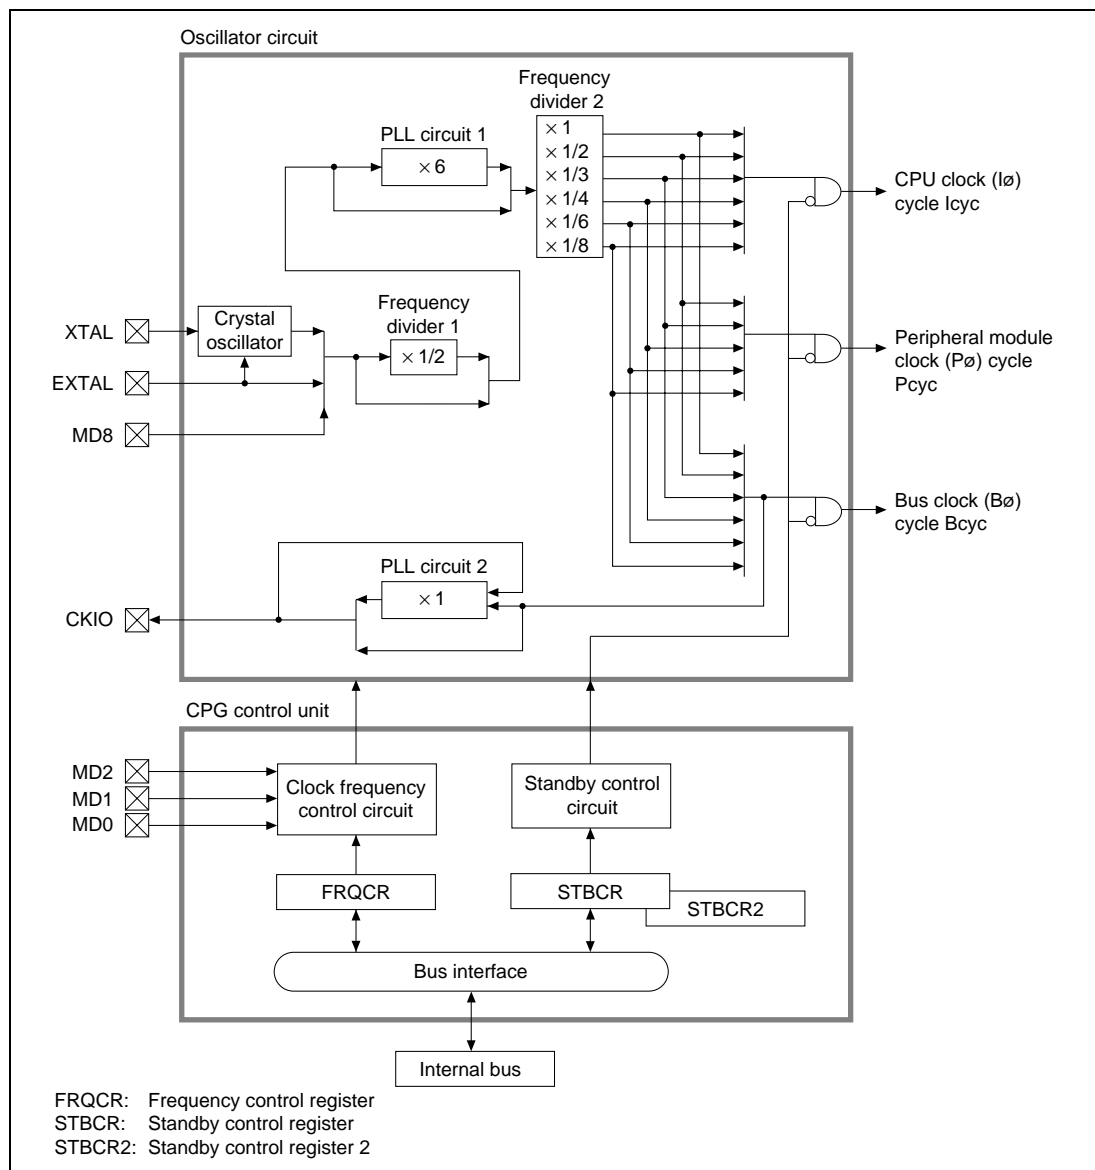 Oscillator circuit
Frequency
divider 2
PLL circuit 1
× 6
× 1
× 1/2
× 1/3
× 1/4
× 1/6
× 1/8
CPU clock (Iø)
cycle Icyc
XTAL
Crystal
oscillator
Frequency
divider 1
× 1/2
EXTAL
MD8
Peripheral module
clock (Pø) cycle
Pcyc
Bus clock (Bø)
cycle Bcyc
PLL circuit 2
× 1
CKIO
CPG control unit
MD2
MD1
MD0
Clock frequency
control circuit
Standby control
circuit
FRQCR
STBCR
STBCR2
Bus interface
Internal bus
FRQCR: Frequency control register
STBCR: Standby control register
STBCR2: Standby control register 2